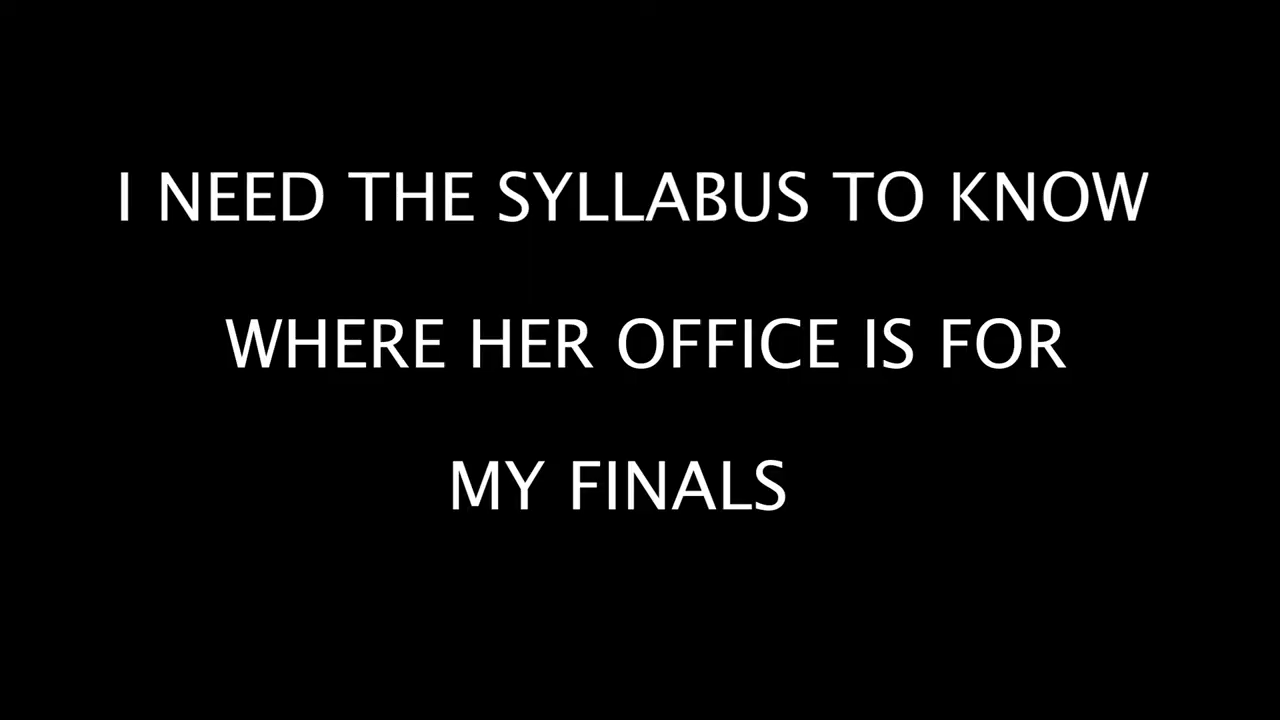 I NEED THE SYLLABUS TO KNOW
WHERE HER OFFICE IS FOR
MY FINALS